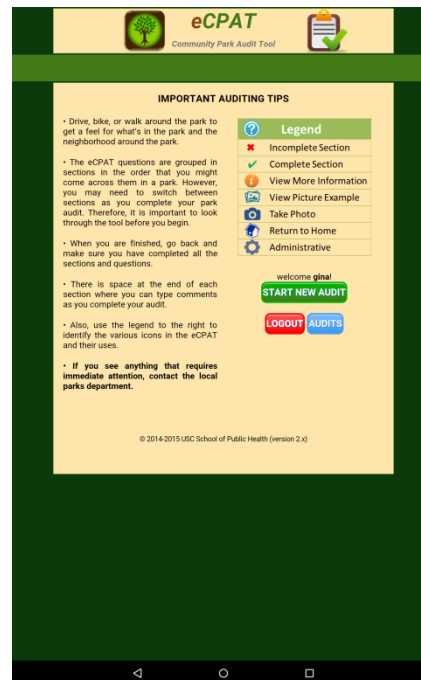 eCPAT
Community Park Audit Tool
IMPORTANT AUDITING TIPS
• Drive, bike, or walk around the park to
get a feel for what's in the park and the
neighborhood around the park.
• The eCPAT questions are grouped in
sections in the order that you might
come across them in a park. However,
you may need to switch between
sections as you complete your park
audit. Therefore, it is important to look
through the tool before you begin.
• When you are finished, go back and
make sure you have completed all the
sections and questions.
• There is space at the end of each
section where you can type comments
as you complete your audit.
• Also, use the legend to the right to
identify the various icons in the eCPAT
and their uses.
• If you see anything that requires
immediate attention, contact the local
parks department.
? Legend
Incomplete Section
Complete Section
i View More Information
View Picture Example
Take Photo
Return to Home
Administrative
welcome gina!
START NEW AUDIT
LOGOUT AUDITS
© 2014-2015 USC School of Public Health (version 2.x)